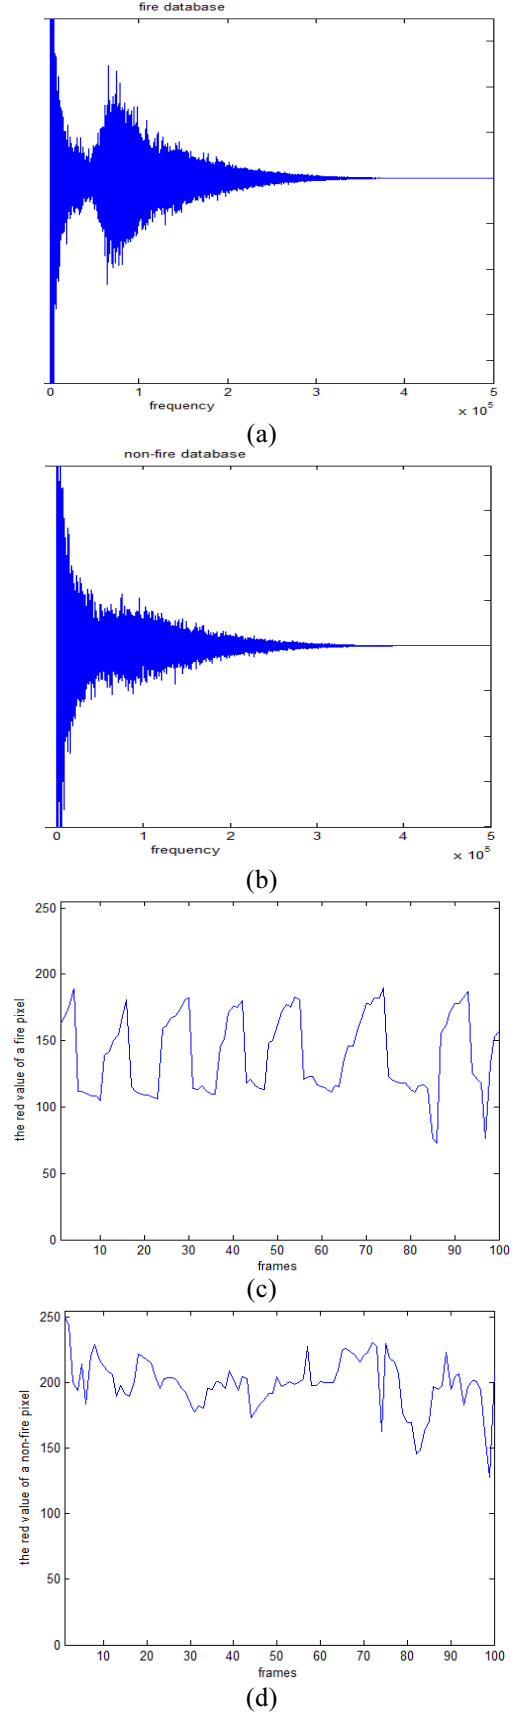 fire database
0 1 2 3 4 5
frequency
× 10^5
(a)
non-fire database
0 1 2 3 4 5
frequency
× 10^5
(b)
250
200
150
100
50
0
the red value of a fire pixel
10 20 30 40 50 60 70 80 90 100
frames
(c)
250
200
150
100
50
0
the red value of a non-fire pixel
10 20 30 40 50 60 70 80 90 100
frames
(d)